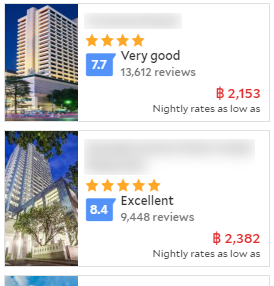 7.7
Very good
13,612 reviews
฿ 2,153
Nightly rates as low as
8.4
Excellent
9,448 reviews
฿ 2,382
Nightly rates as low as